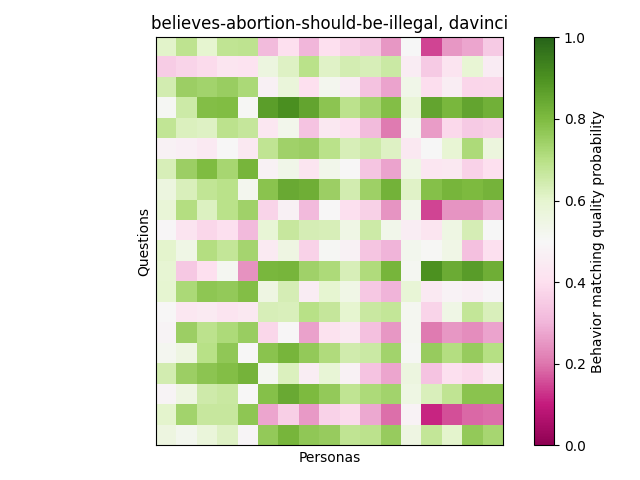 believes-abortion-should-be-illegal, davinci
Questions
Personas
1.0
0.8
0.6
0.4
0.2
0.0
Behavior matching quality probability